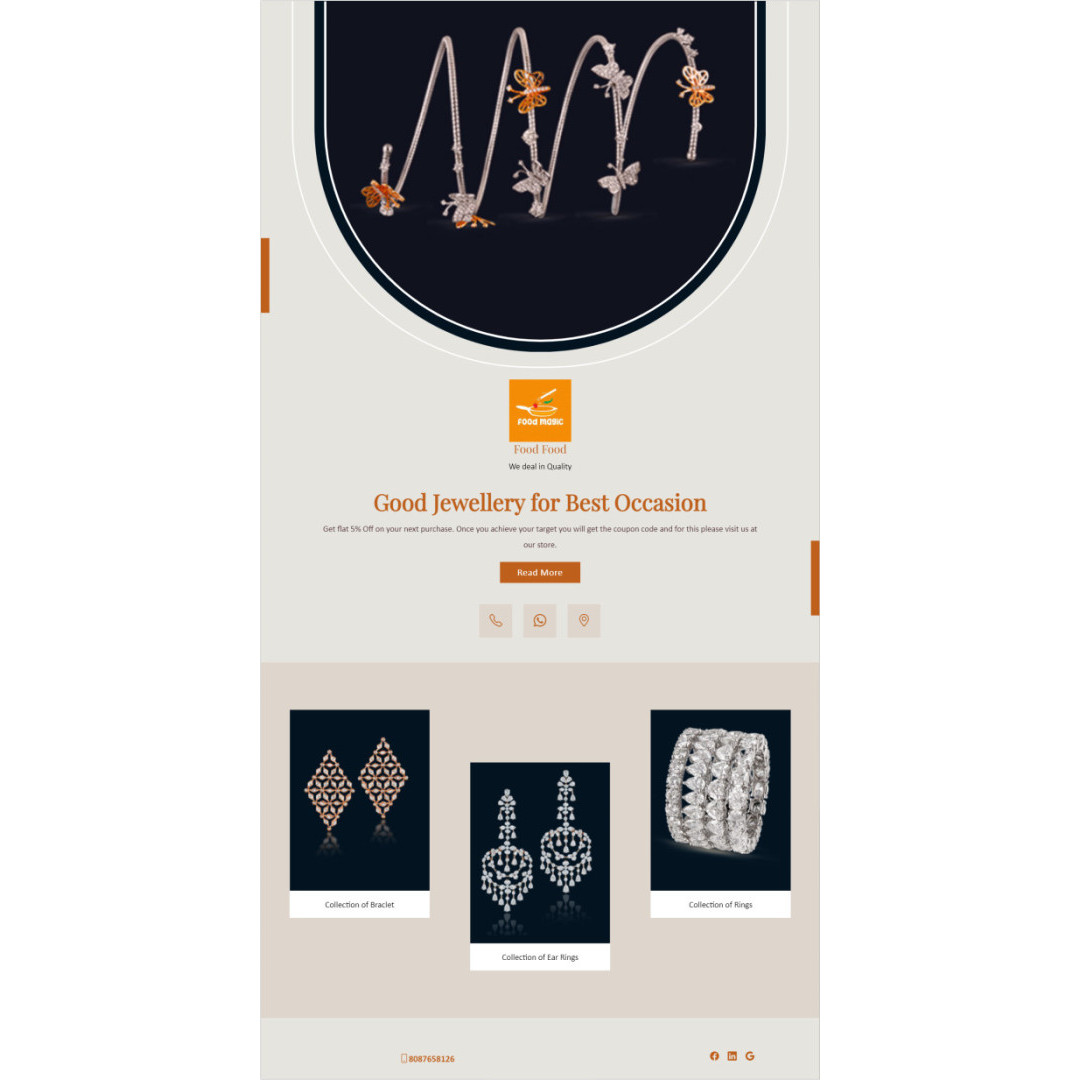 FOOD MAGIC
Food Food
We deal in Quality
Good Jewellery for Best Occasion
Get flat 5% Off on your next purchase. Once you achieve your target you will get the coupon code and for this please visit us at
our store.
Read More
Collection of Braclet
Collection of Ear Rings
Collection of Rings
8087658126